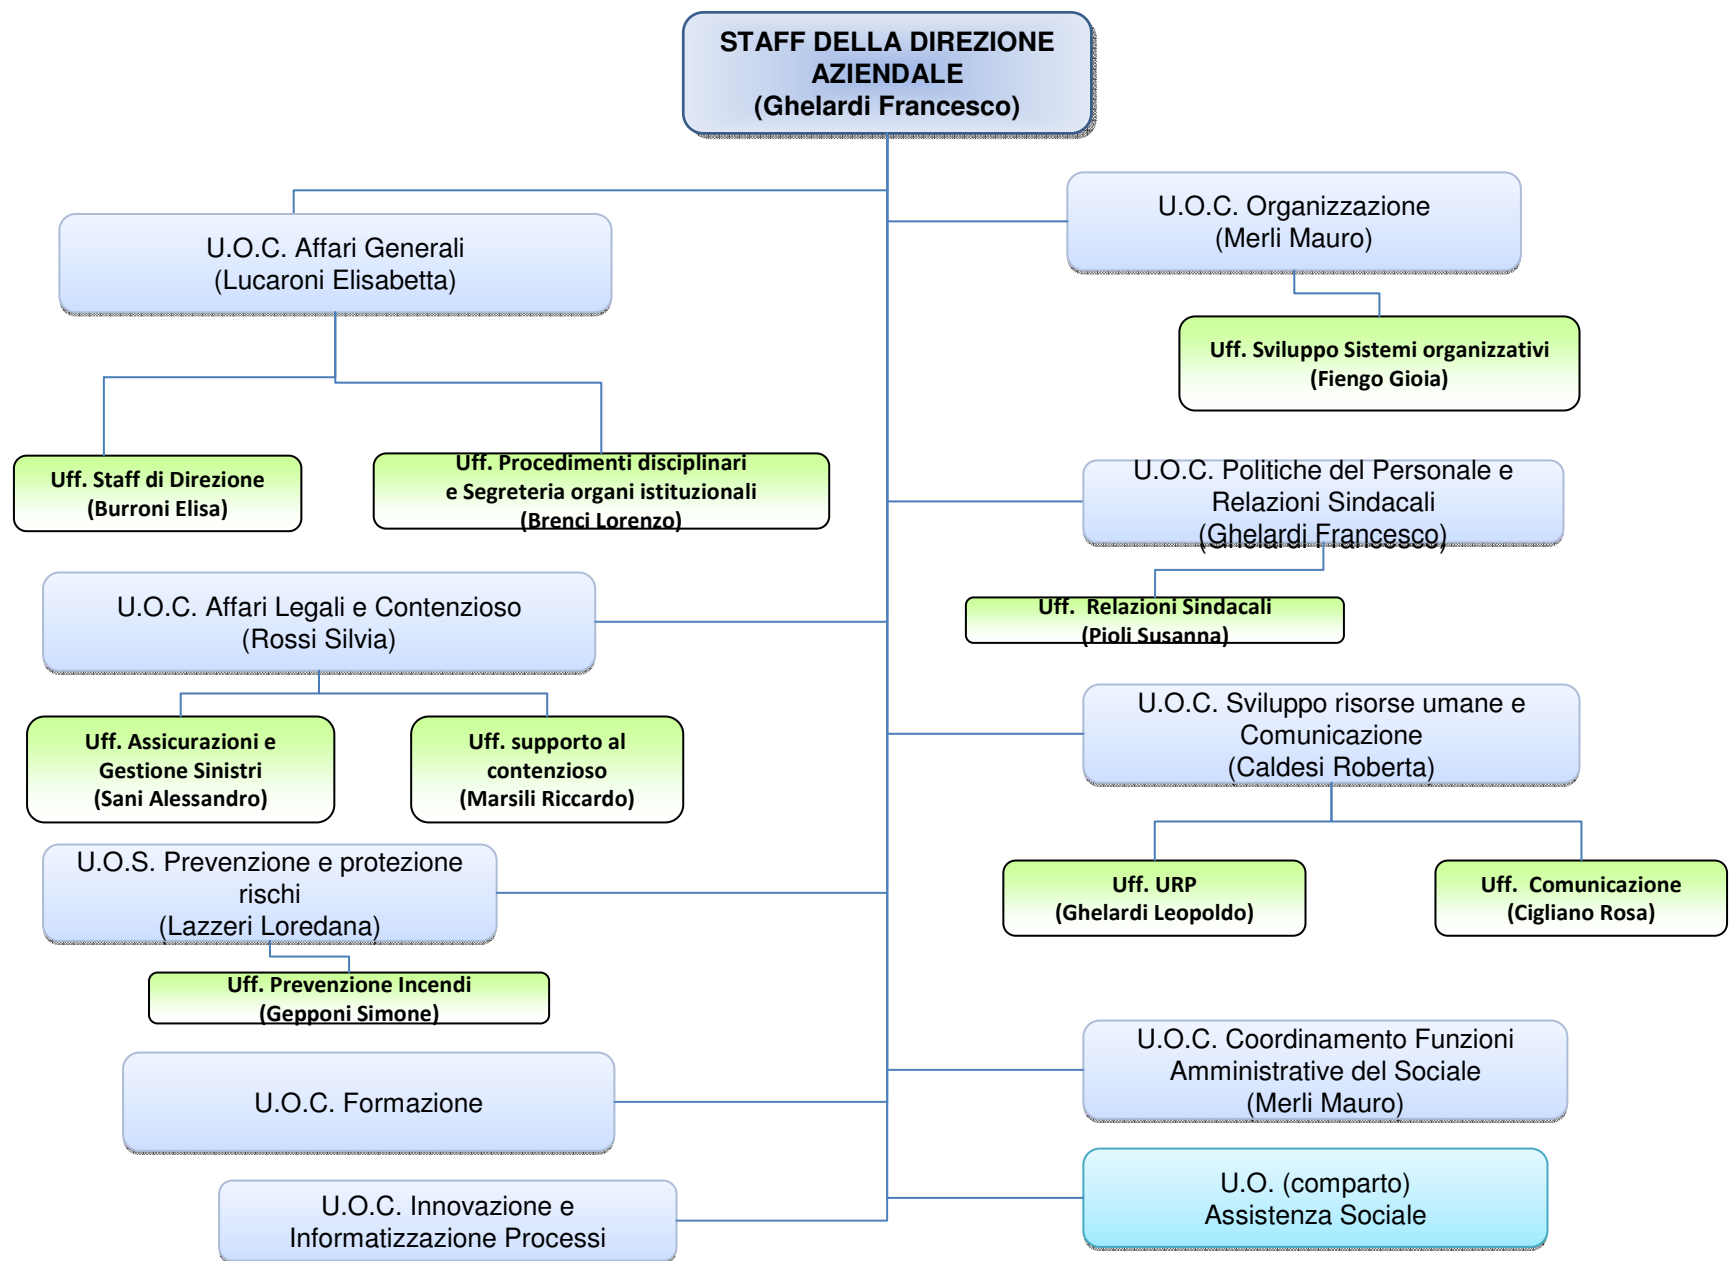 STAFF DELLA DIREZIONE
AZIENDALE
(Ghelardi Francesco)
U.O.C. Affari Generali
(Lucaroni Elisabetta)
Uff. Staff di Direzione
(Burroni Elisa)
Uff. Procedimenti disciplinari
e Segreteria organi istituzionali
(Brenci Lorenzo)
U.O.C. Affari Legali e Contenzioso
(Rossi Silvia)
Uff. Assicurazioni e
Gestione Sinistri
(Sani Alessandro)
Uff. supporto al
contenzioso
(Marsili Riccardo)
U.O.S. Prevenzione e protezione
rischi
(Lazzeri Loredana)
Uff. Prevenzione Incendi
(Gepponi Simone)
U.O.C. Formazione
U.O.C. Innovazione e
Informatizzazione Processi
U.O.C. Organizzazione
(Merli Mauro)
Uff. Sviluppo Sistemi organizzativi
(Fiengo Gioia)
U.O.C. Politiche del Personale e
Relazioni Sindacali
(Ghelardi Francesco)
Uff. Relazioni Sindacali
(Pioli Susanna)
U.O.C. Sviluppo risorse umane e
Comunicazione
(Caldesi Roberta)
Uff. URP
(Ghelardi Leopoldo)
Uff. Comunicazione
(Cigliano Rosa)
U.O.C. Coordinamento Funzioni
Amministrative del Sociale
(Merli Mauro)
U.O. (comparto)
Assistenza Sociale